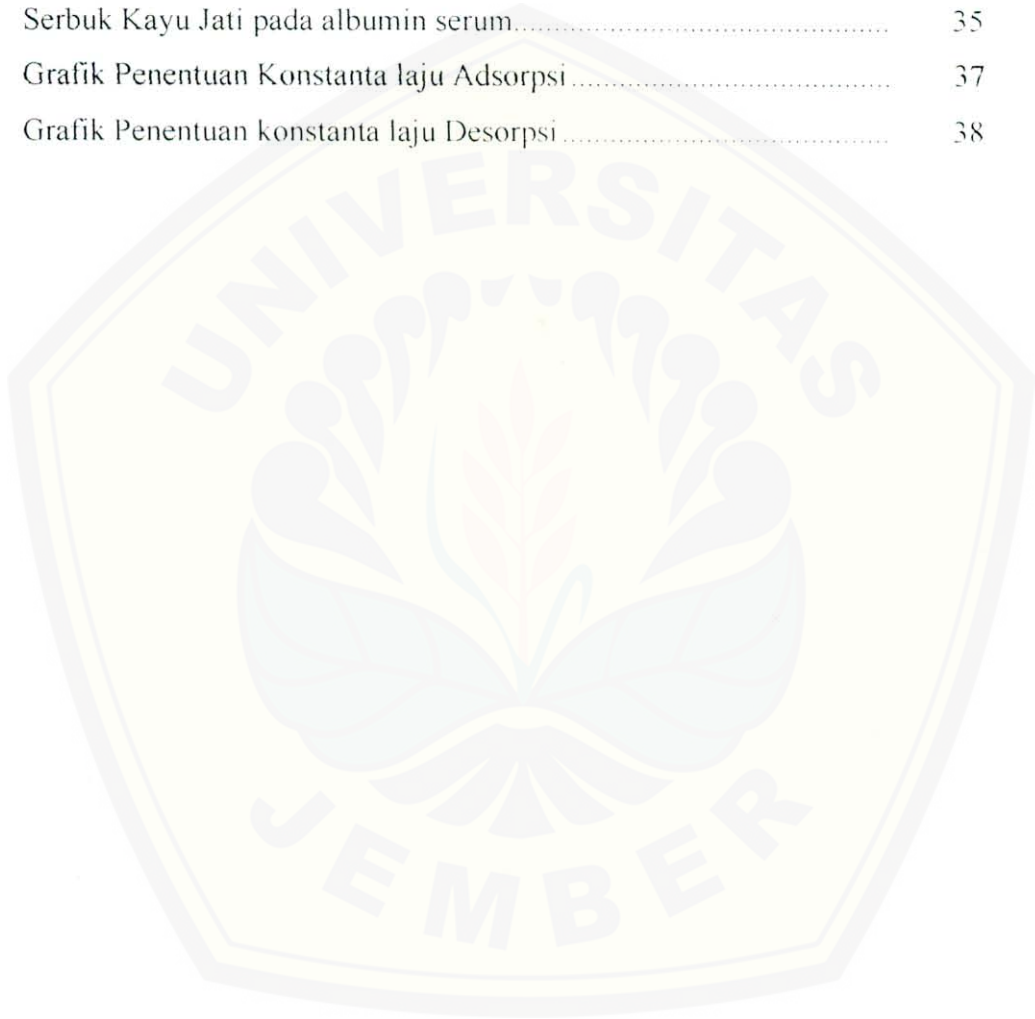 Serbuk Kayu Jati pada albumin serum........................................................ 35
Grafik Penentuan Konstanta laju Adsorpsi................................................ 37
Grafik Penentuan konstanta laju Desorpsi................................................. 38
UNIVERSITAS
JEMBER